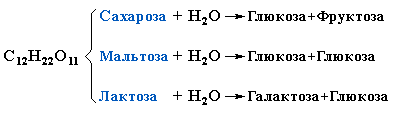 Сахароза + H₂O → Глюкоза+Фруктоза
C₁₂H₂₂O₁₁ Мальтоза + H₂O → Глюкоза+Глюкоза
Лактоза + H₂O → Галактоза+Глюкоза